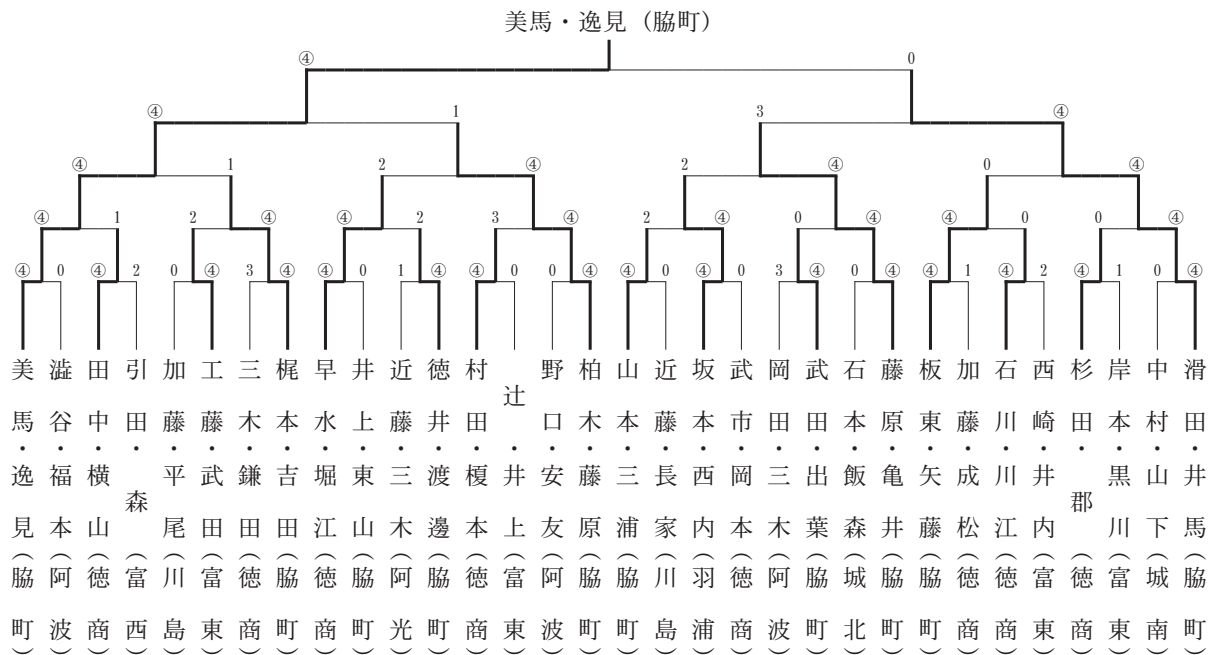 美馬・逸見（脇町）
④ 0
④ 1 3 ④
④ 1 2 ④ 2 ④ 0 ④
④ 1 2 ④ ④ 2 3 ④ 2 ④ 0 ④ ④ 0 0 ④
④ 0 ④ 2 0 ④ 3 ④ ④ 0 1 ④ ④ 0 0 ④ ④ 0 ④ 0 3 ④ 0 ④ ④ 1 ④ 2 ④ 1 0 ④
美馬・逸見（脇町）
澁谷・福本（阿波）
田中・横山（徳商）
引田・森（富西）
加藤・平尾（川島）
工藤・武田（富東）
三木・鎌田（徳商）
梶本・吉田（脇町）
早水・堀江（徳商）
井上・東山（脇町）
近藤・三木（阿光）
徳井・渡邊（脇町）
村田・榎本（徳商）
辻・井上（富東）
野口・安友（阿波）
柏木・藤原（脇町）
山本・三浦（脇町）
近藤・長家（川島）
坂本・西内（羽浦）
武市・岡本（徳商）
岡田・三木（阿波）
武田・出葉（脇町）
石本・飯森（城北）
藤原・亀井（脇町）
板東・矢藤（脇町）
加藤・成松（徳商）
石川・川江（徳商）
西崎・井内（富東）
杉田・郡（徳商）
岸本・黒川（富東）
中村・山下（城南）
滑田・井馬（脇町）